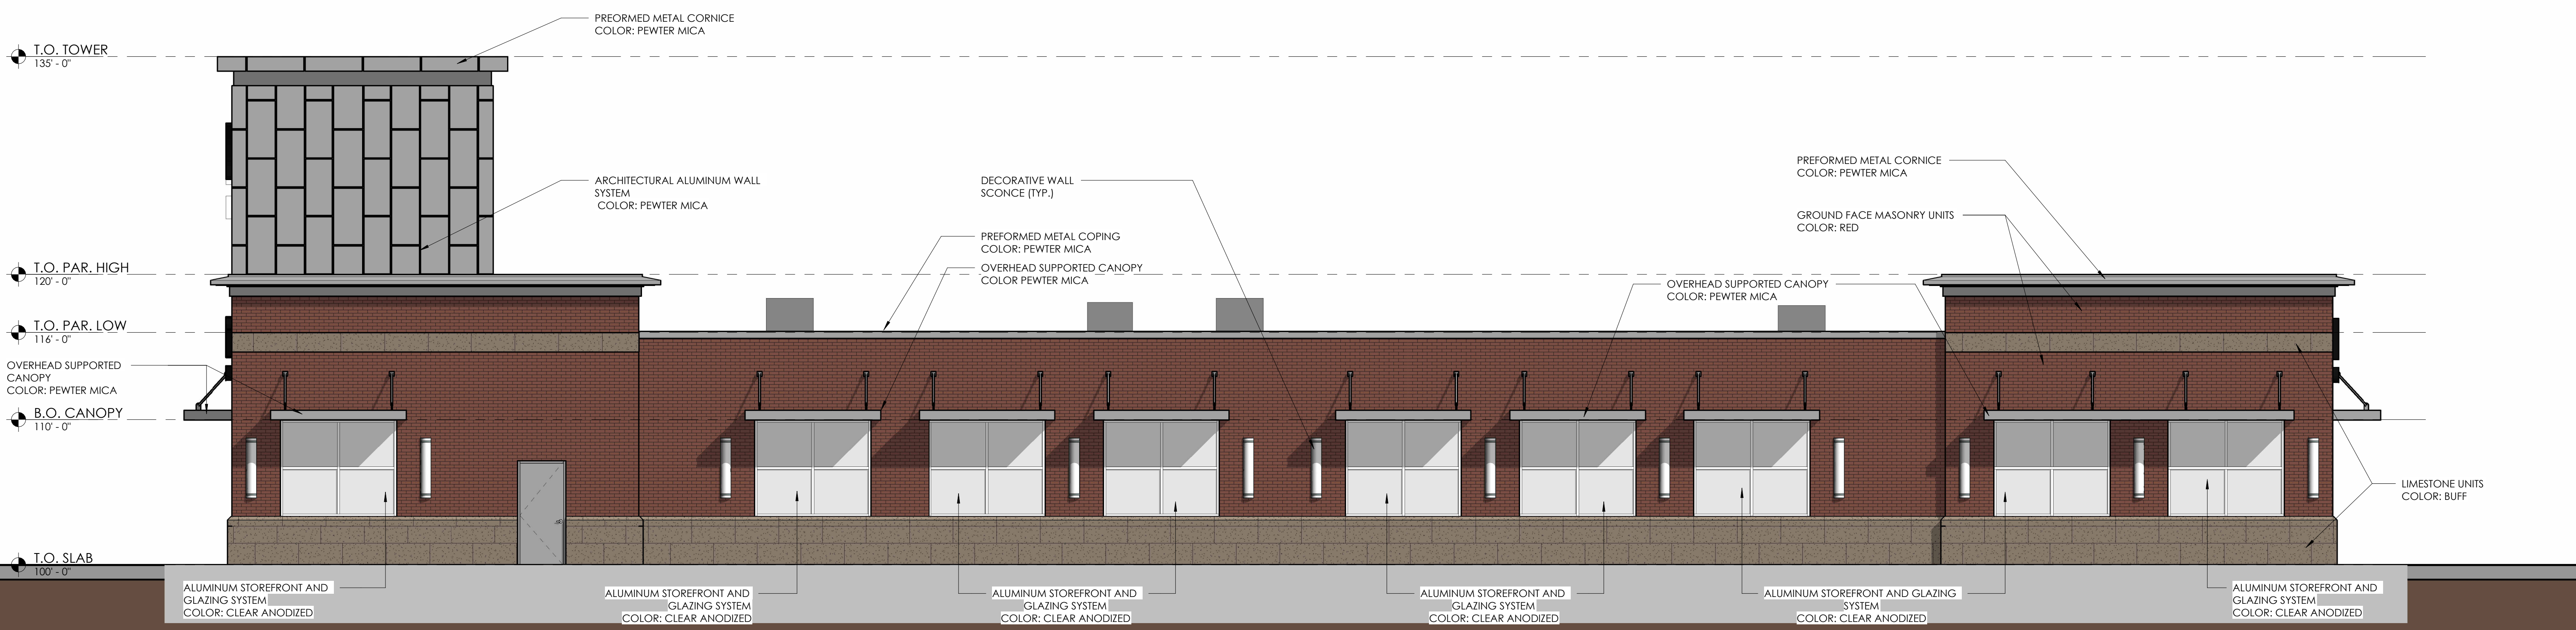 PREORMED METAL CORNICE
COLOR: PEWTER MICA
T.O. TOWER
135' - 0"
ARCHITECTURAL ALUMINUM WALL
SYSTEM
COLOR: PEWTER MICA
DECORATIVE WALL
SCONCE (TYP.)
PREFORMED METAL CORNICE
COLOR: PEWTER MICA
GROUND FACE MASONRY UNITS
COLOR: RED
PREFORMED METAL COPING
COLOR: PEWTER MICA
T.O. PAR. HIGH
120' - 0"
OVERHEAD SUPPORTED CANOPY
COLOR PEWTER MICA
OVERHEAD SUPPORTED CANOPY
COLOR: PEWTER MICA
T.O. PAR. LOW
116' - 0"
OVERHEAD SUPPORTED
CANOPY
COLOR: PEWTER MICA
B.O. CANOPY
110' - 0"
LIMESTONE UNITS
COLOR: BUFF
T.O. SLAB
100' - 0"
ALUMINUM STOREFRONT AND
GLAZING SYSTEM
COLOR: CLEAR ANODIZED
ALUMINUM STOREFRONT AND
GLAZING SYSTEM
COLOR: CLEAR ANODIZED
ALUMINUM STOREFRONT AND
GLAZING SYSTEM
COLOR: CLEAR ANODIZED
ALUMINUM STOREFRONT AND
GLAZING SYSTEM
COLOR: CLEAR ANODIZED
ALUMINUM STOREFRONT AND GLAZING
SYSTEM
COLOR: CLEAR ANODIZED
ALUMINUM STOREFRONT AND
GLAZING SYSTEM
COLOR: CLEAR ANODIZED